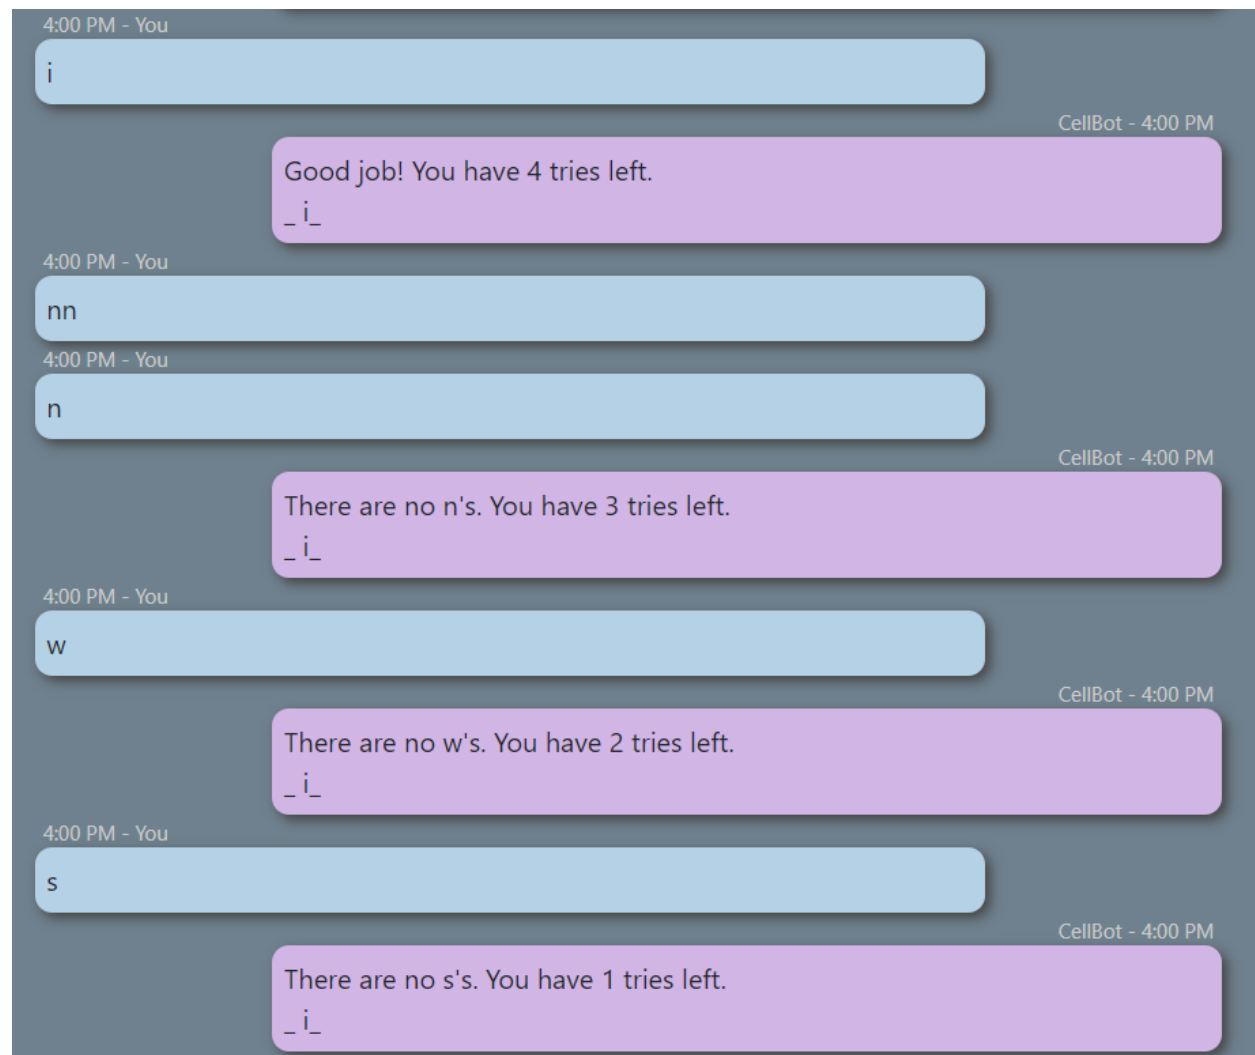 4:00 PM - You
i
CellBot - 4:00 PM
Good job! You have 4 tries left.
_ i_
4:00 PM - You
nn
4:00 PM - You
n
CellBot - 4:00 PM
There are no n's. You have 3 tries left.
_ i_
4:00 PM - You
w
CellBot - 4:00 PM
There are no w's. You have 2 tries left.
_ i_
4:00 PM - You
s
CellBot - 4:00 PM
There are no s's. You have 1 tries left.
_ i_